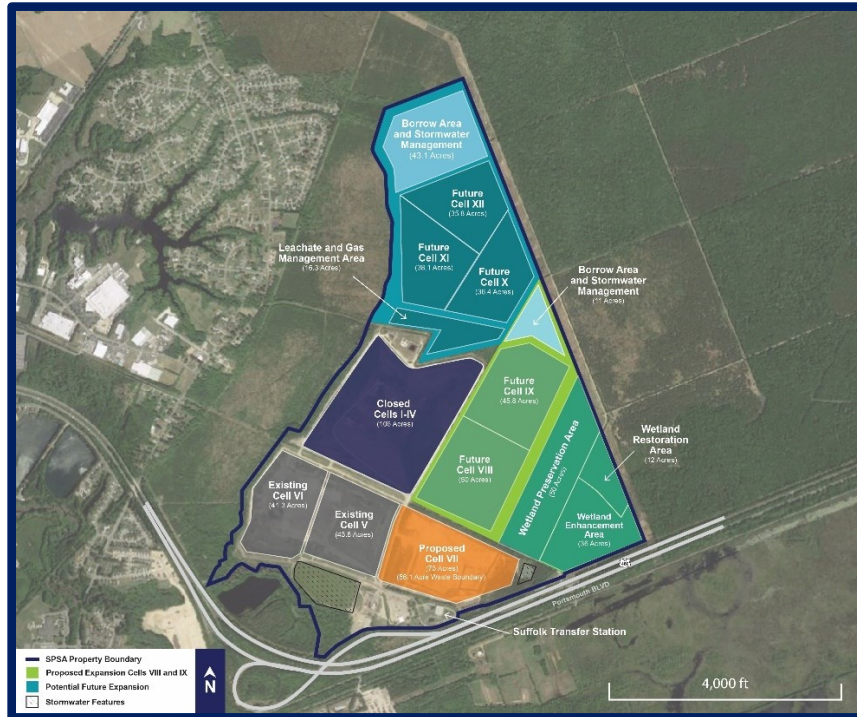 Borrow Area
and Stormwater
Management
(43.1 Acres)
Future
Cell XII
(35.8 Acres)
Future
Cell XI
(38.1 Acres)
Future
Cell X
(36.4 Acres)
Leachate and Gas
Management Area
(16.3 Acres)
Borrow Area
and Stormwater
Management
(11 Acres)
Future
Cell IX
(45.8 Acres)
Closed
Cells I-IV
(106 Acres)
Future
Cell VIII
(50 Acres)
Wetland Preservation Area
(50 Acres)
Wetland
Restoration
Area
(12 Acres)
Wetland
Enhancement
Area
(36 Acres)
Existing
Cell VI
(41.3 Acres)
Existing
Cell V
(43.8 Acres)
Proposed
Cell VII
(75 Acres)
(56.1 Acre Waste Boundary)
Portsmouth BLVD
Suffolk Transfer Station
SPSA Property Boundary
Proposed Expansion Cells VIII and IX
Potential Future Expansion
Stormwater Features
N
4,000 ft